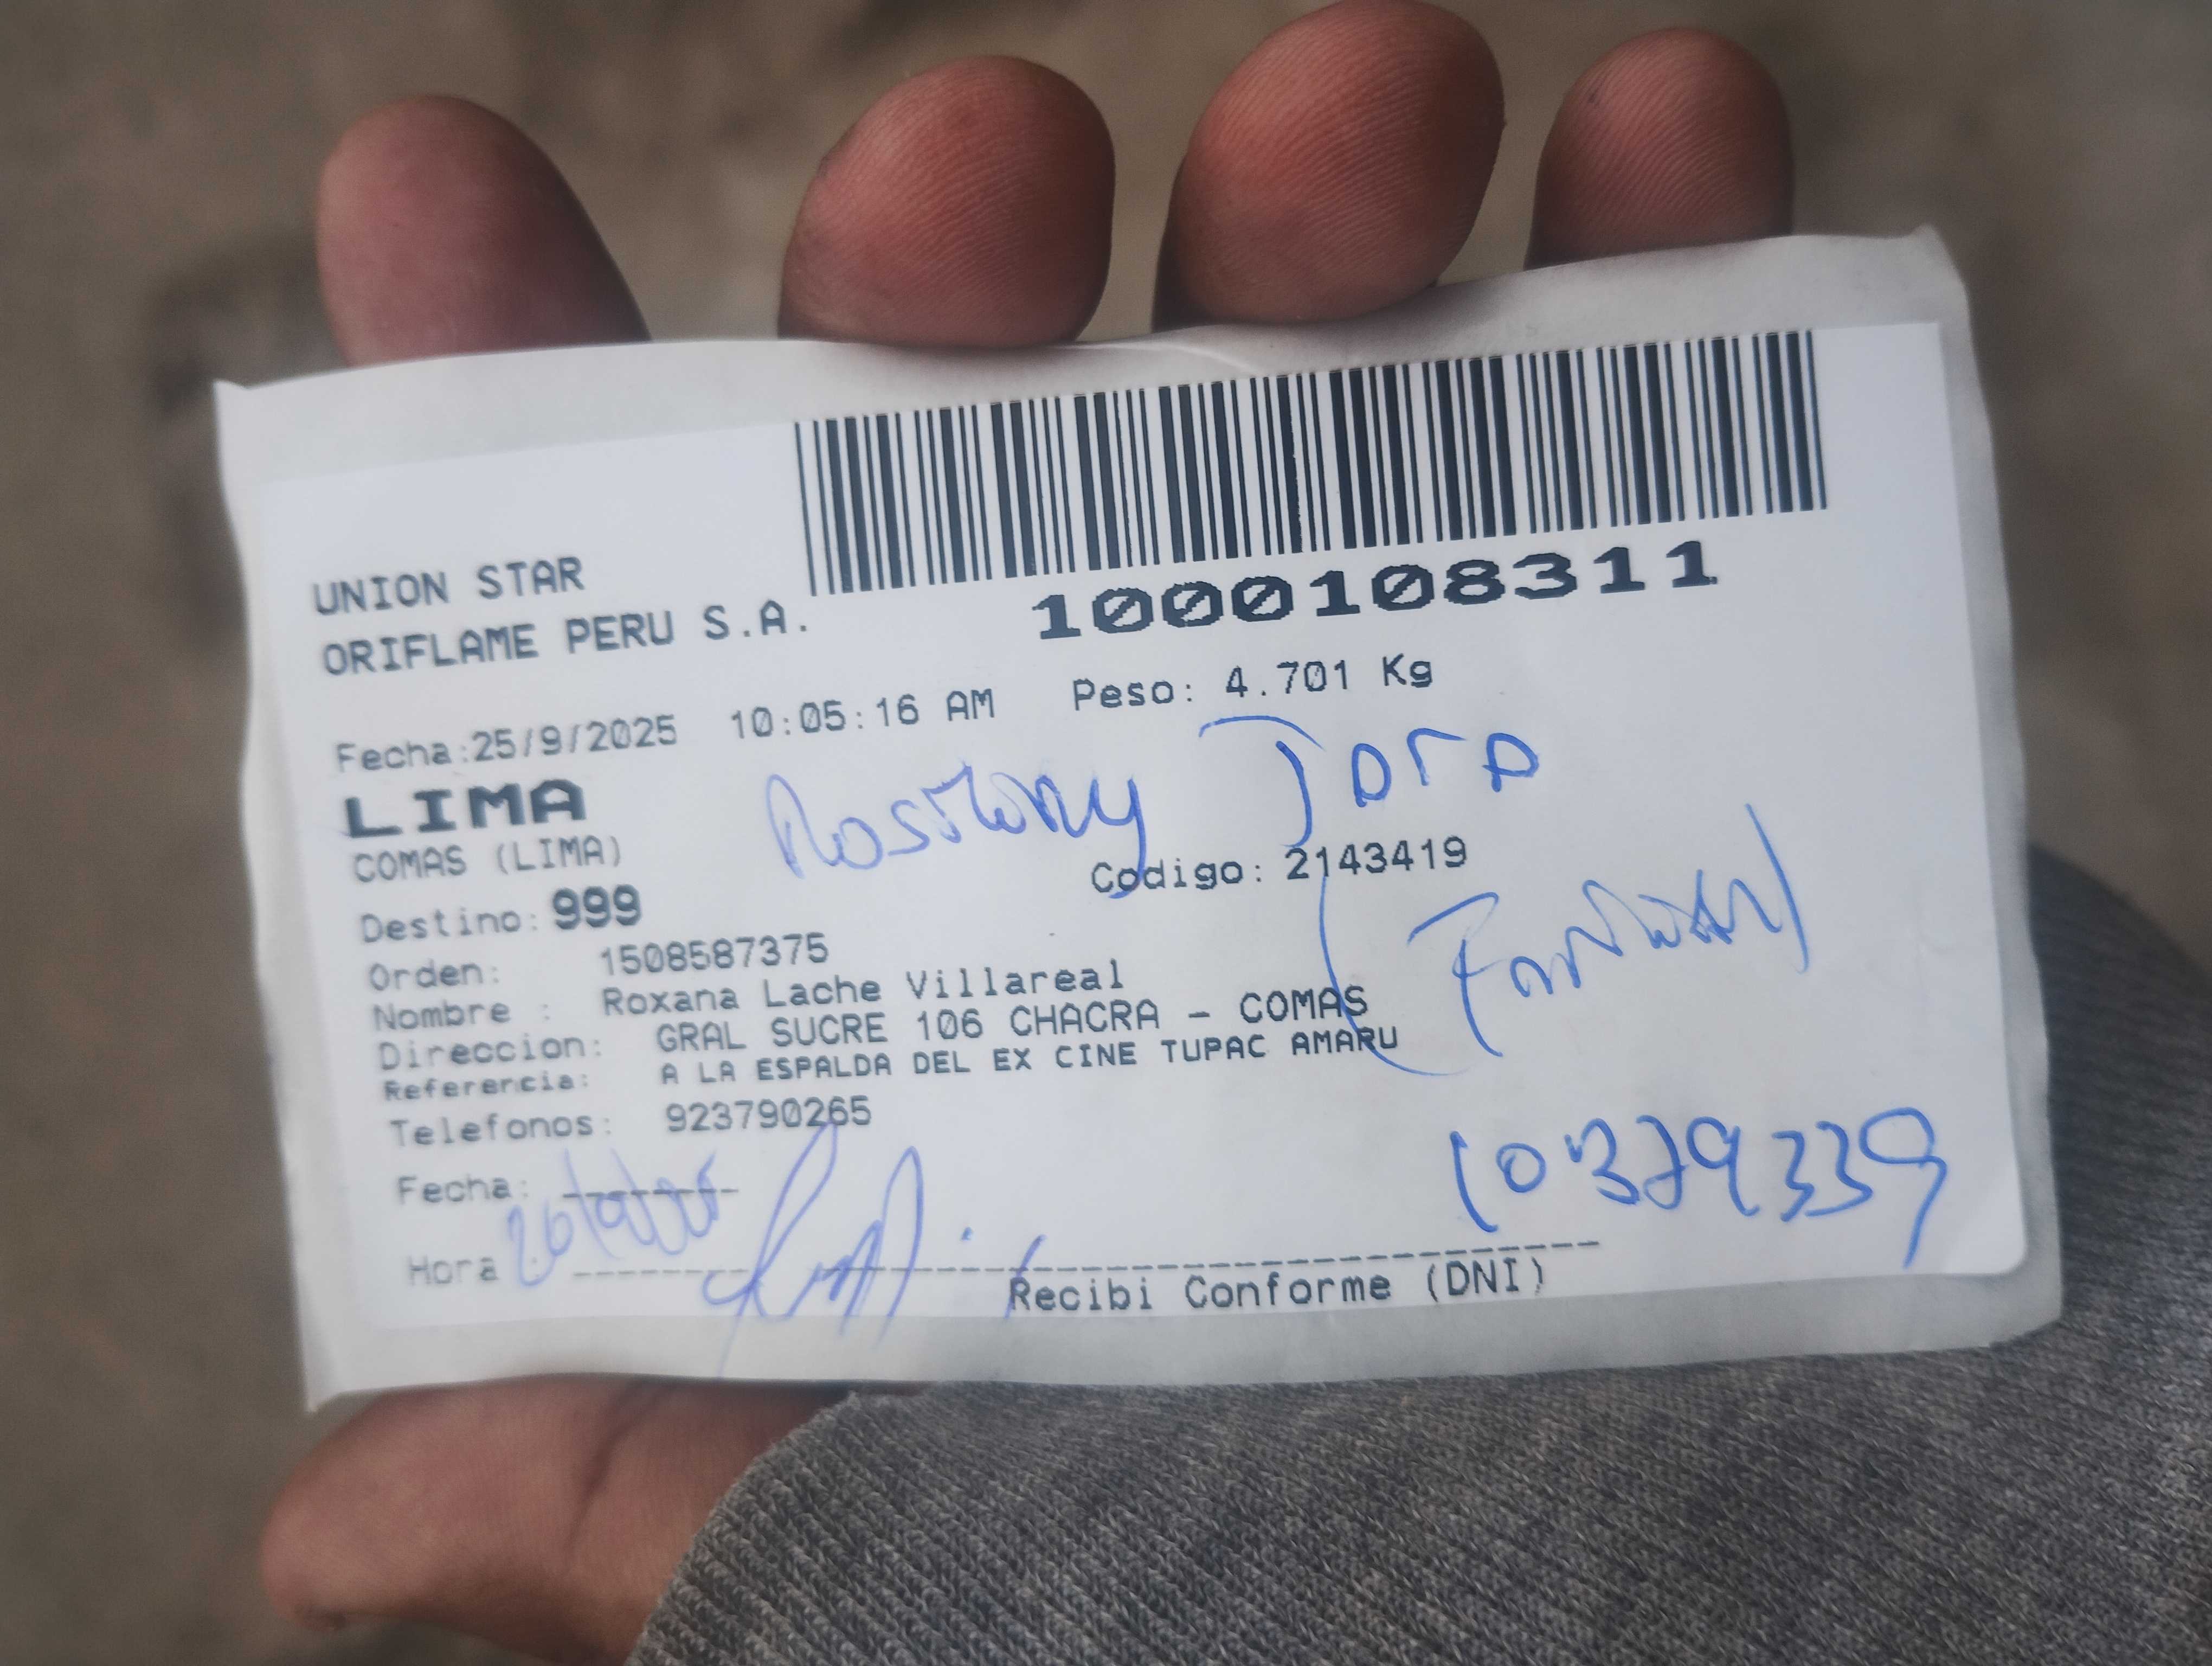 UNION STAR
ORIFLAME PERU S.A.
1000108311
Fecha:25/9/2025 10:05:16 AM Peso: 4.701 Kg
LIMA
COMAS (LIMA)
Destino: 999 Codigo: 2143419
Orden: 1508587375
Nombre : Roxana Lache Villareal
Direccion: GRAL SUCRE 106 CHACRA - COMAS
Referencia: A LA ESPALDA DEL EX CINE TUPAC AMARU
Telefonos: 923790265
10379339
Fecha:
Hora :
Recibi Conforme (DNI)